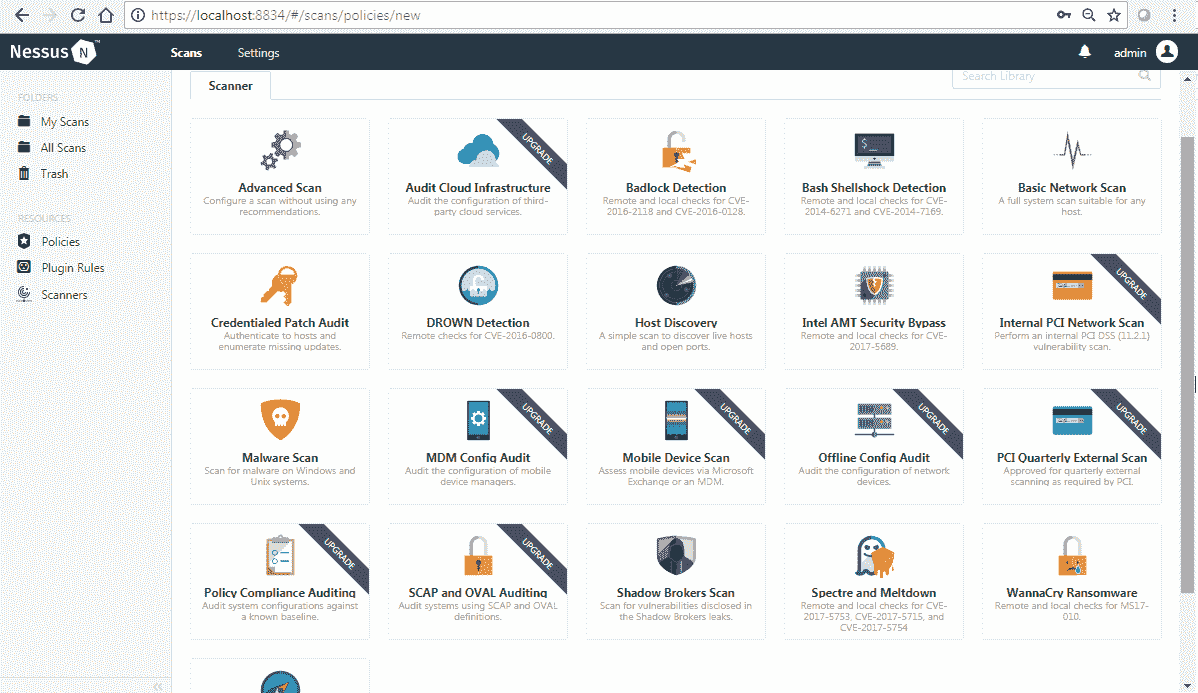 https://localhost:8834/#/scans/policies/new
Nessus N ™
Scans
Settings
admin
Scanner
Search Library
FOLDERS
My Scans
All Scans
Trash
RESOURCES
Policies
Plugin Rules
Scanners
Advanced Scan
Configure a scan without using any
recommendations.
UPGRADE
Audit Cloud Infrastructure
Audit the configuration of third-
party cloud services.
Badlock Detection
Remote and local checks for CVE-
2016-2118 and CVE-2016-0128.
$_
Bash Shellshock Detection
Remote and local checks for CVE-
2014-6271 and CVE-2014-7169.
Basic Network Scan
A full system scan suitable for any
host.
Credentialed Patch Audit
Authenticate to hosts and
enumerate missing updates.
DROWN Detection
Remote checks for CVE-2016-0800.
Host Discovery
A simple scan to discover live hosts
and open ports.
Intel AMT Security Bypass
Remote and local checks for CVE-
2017-5689.
UPGRADE
Internal PCI Network Scan
Perform an internal PCI DSS (11.2.1)
vulnerability scan.
Malware Scan
Scan for malware on Windows and
Unix systems.
UPGRADE
MDM Config Audit
Audit the configuration of mobile
device managers.
UPGRADE
Mobile Device Scan
Assess mobile devices via Microsoft
Exchange or an MDM.
UPGRADE
Offline Config Audit
Audit the configuration of network
devices.
UPGRADE
PCI Quarterly External Scan
Approved for quarterly external
scanning as required by PCI.
UPGRADE
Policy Compliance Auditing
Audit system configurations against
a known baseline.
UPGRADE
SCAP and OVAL Auditing
Audit systems using SCAP and OVAL
definitions.
Shadow Brokers Scan
Scan for vulnerabilities disclosed in
the Shadow Brokers leaks.
Spectre and Meltdown
Remote and local checks for CVE-
2017-5753, CVE-2017-5715, and
CVE-2017-5754
WannaCry Ransomware
Remote and local checks for MS17-
010.